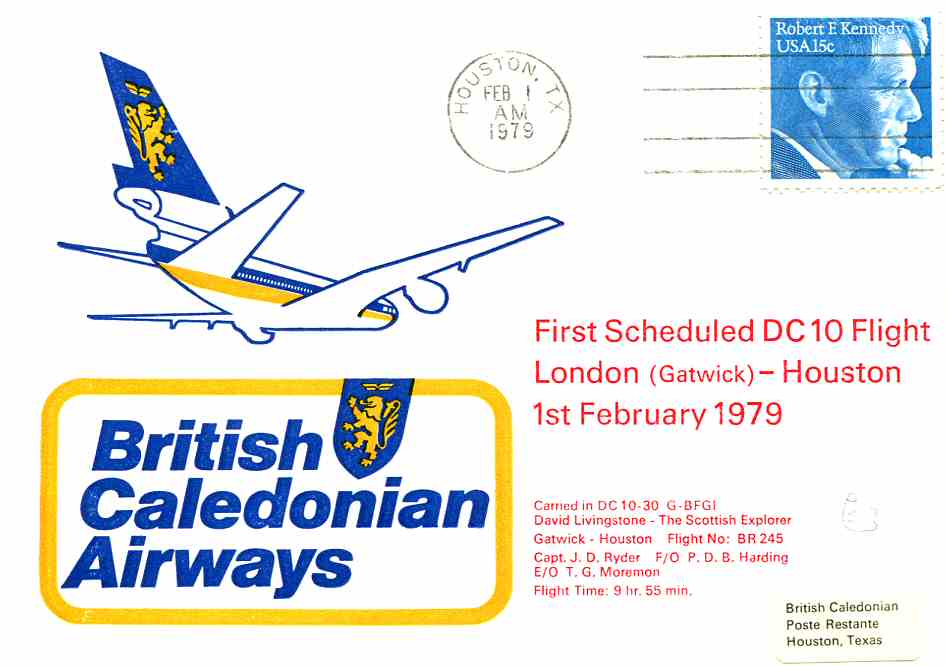 HOUSTON, TX
FEB 1
AM
1979
Robert F. Kennedy
USA 15c
First Scheduled DC10 Flight
London (Gatwick) – Houston
1st February 1979
British
Caledonian
Airways
Carried in DC 10-30 G-BFGI
David Livingstone - The Scottish Explorer
Gatwick - Houston Flight No: BR 245
Capt. J. D. Ryder F/O P. D. B. Harding
E/O T. G. Moremon
Flight Time: 9 hr. 55 min.
British Caledonian
Poste Restante
Houston, Texas